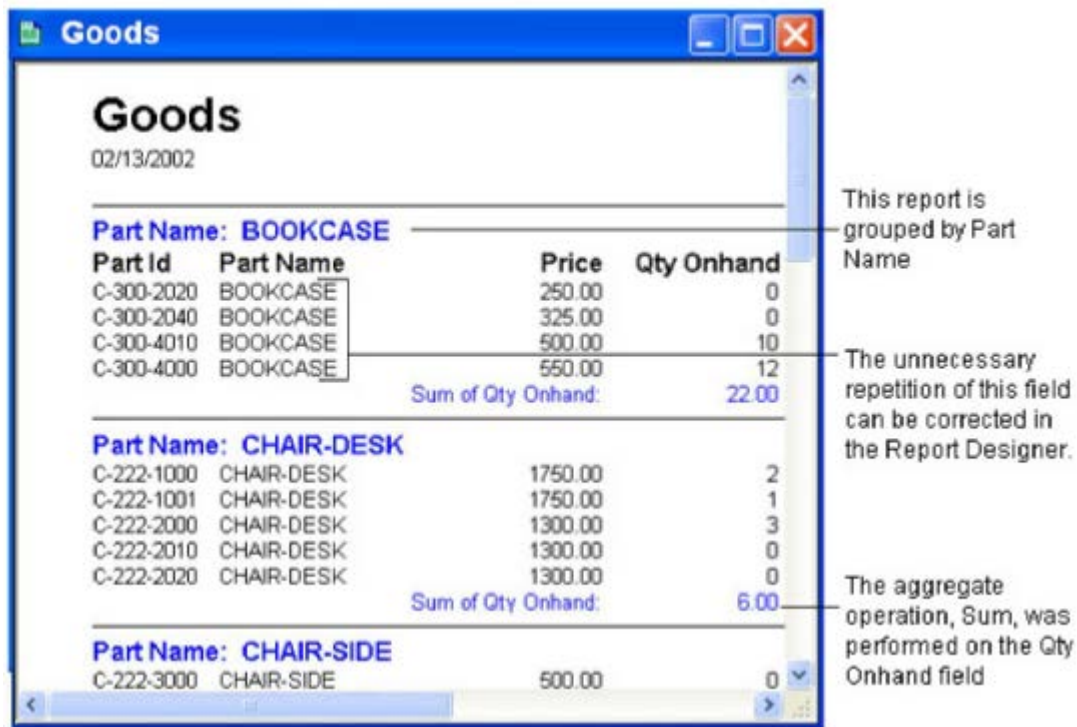 Goods
Goods
02/13/2002
Part Name: BOOKCASE
Part Id Part Name Price Qty Onhand
C-300-2020 BOOKCASE 250.00 0
C-300-2040 BOOKCASE 325.00 0
C-300-4010 BOOKCASE 500.00 10
C-300-4000 BOOKCASE 550.00 12
Sum of Qty Onhand: 22.00
Part Name: CHAIR-DESK
C-222-1000 CHAIR-DESK 1750.00 2
C-222-1001 CHAIR-DESK 1750.00 1
C-222-2000 CHAIR-DESK 1300.00 3
C-222-2010 CHAIR-DESK 1300.00 0
C-222-2020 CHAIR-DESK 1300.00 0
Sum of Qty Onhand: 6.00
Part Name: CHAIR-SIDE
C-222-3000 CHAIR-SIDE 500.00 0
This report is
grouped by Part
Name
The unnecessary
repetition of this field
can be corrected in
the Report Designer.
The aggregate
operation, Sum, was
performed on the Qty
Onhand field